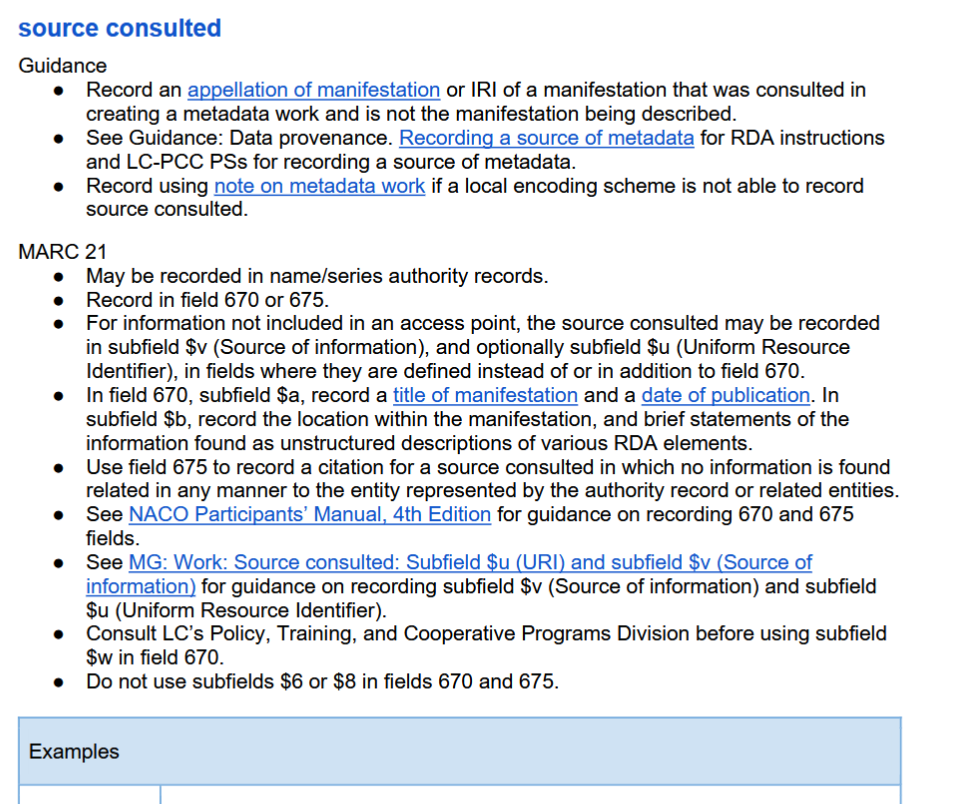 source consulted
Guidance
● Record an appellation of manifestation or IRI of a manifestation that was consulted in
creating a metadata work and is not the manifestation being described.
● See Guidance: Data provenance. Recording a source of metadata for RDA instructions
and LC-PCC PSs for recording a source of metadata.
● Record using note on metadata work if a local encoding scheme is not able to record
source consulted.
MARC 21
● May be recorded in name/series authority records.
● Record in field 670 or 675.
● For information not included in an access point, the source consulted may be recorded
in subfield $v (Source of information), and optionally subfield $u (Uniform Resource
Identifier), in fields where they are defined instead of or in addition to field 670.
● In field 670, subfield $a, record a title of manifestation and a date of publication. In
subfield $b, record the location within the manifestation, and brief statements of the
information found as unstructured descriptions of various RDA elements.
● Use field 675 to record a citation for a source consulted in which no information is found
related in any manner to the entity represented by the authority record or related entities.
● See NACO Participants' Manual, 4th Edition for guidance on recording 670 and 675
fields.
● See MG: Work: Source consulted: Subfield $u (URI) and subfield $v (Source of
information) for guidance on recording subfield $v (Source of information) and subfield
$u (Uniform Resource Identifier).
● Consult LC's Policy, Training, and Cooperative Programs Division before using subfield
$w in field 670.
● Do not use subfields $6 or $8 in fields 670 and 675.
Examples